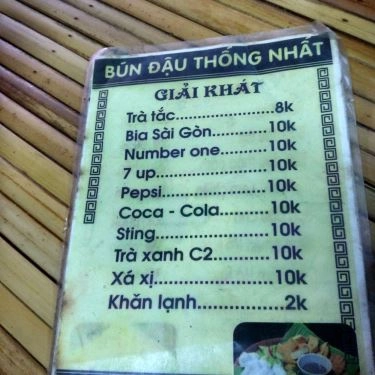 BÚN ĐẬU THỐNG NHẤT
GIẢI KHÁT
Trà tắc....................8k
Bia Sài Gòn............10k
Number one..........10k
7 up.........................10k
Pepsi.......................10k
Coca - Cola...........10k
Sting.......................10k
Trà xanh C2...........10k
Xá xị.......................10k
Khăn lạnh...............2k